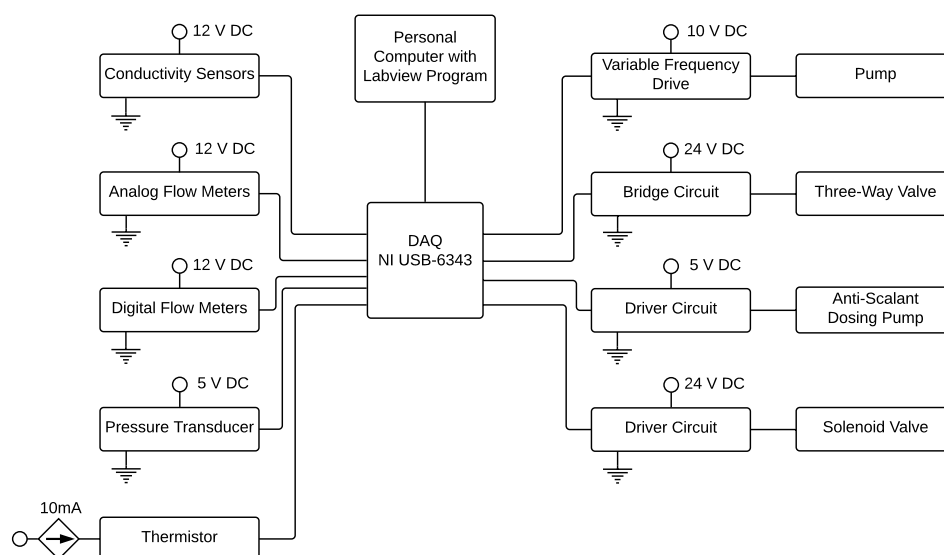 12 V DC
Conductivity Sensors
Personal
Computer with
Labview Program
10 V DC
Variable Frequency
Drive
Pump
12 V DC
Analog Flow Meters
24 V DC
Bridge Circuit
Three-Way Valve
DAQ
NI USB-6343
12 V DC
Digital Flow Meters
5 V DC
Driver Circuit
Anti-Scalant
Dosing Pump
5 V DC
Pressure Transducer
24 V DC
Driver Circuit
Solenoid Valve
10mA
Thermistor